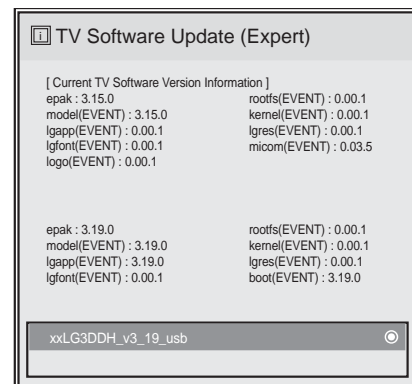 i TV Software Update (Expert)
[ Current TV Software Version Information ]
epak : 3.15.0 rootfs(EVENT) : 0.00.1
model(EVENT) : 3.15.0 kernel(EVENT) : 0.00.1
lgapp(EVENT) : 0.00.1 lgres(EVENT) : 0.00.1
lgfont(EVENT) : 0.00.1 micom(EVENT) : 0.03.5
logo(EVENT) : 0.00.1
epak : 3.19.0 rootfs(EVENT) : 0.00.1
model(EVENT) : 3.19.0 kernel(EVENT) : 0.00.1
lgapp(EVENT) : 3.19.0 lgres(EVENT) : 0.00.1
lgfont(EVENT) : 0.00.1 boot(EVENT) : 3.19.0
xxLG3DDH_v3_19_usb